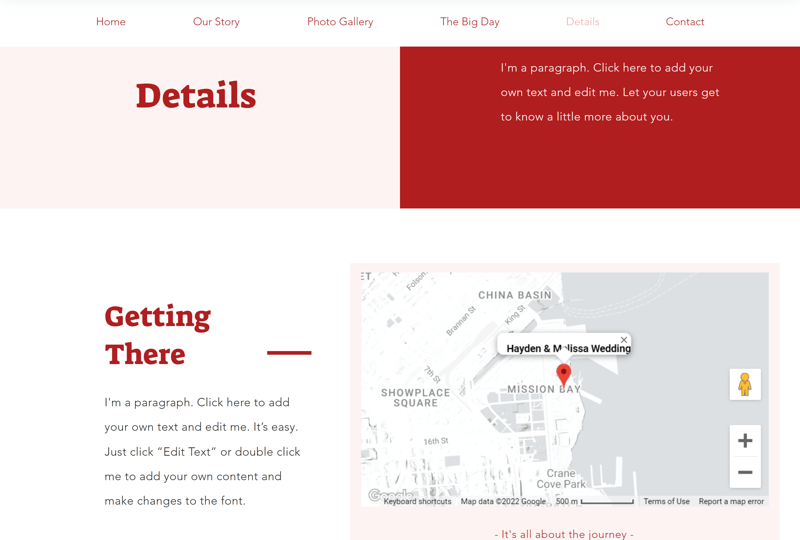 Home Our Story Photo Gallery The Big Day Details Contact
Details
I'm a paragraph. Click here to add your
own text and edit me. Let your users get
to know a little more about you.
Getting
There
I'm a paragraph. Click here to add
your own text and edit me. It’s easy.
Just click “Edit Text” or double click
me to add your own content and
make changes to the font.
ET
Folson
CHINA BASIN
Brannan St
King St
Hayden & Melissa Wedding
7th St
MISSION BAY
SHOWPLACE
SQUARE
16th St
Crane
Cove Park
Google
Keyboard shortcuts Map data ©2022 Google 500 m Terms of Use Report a map error
- It's all about the journey -